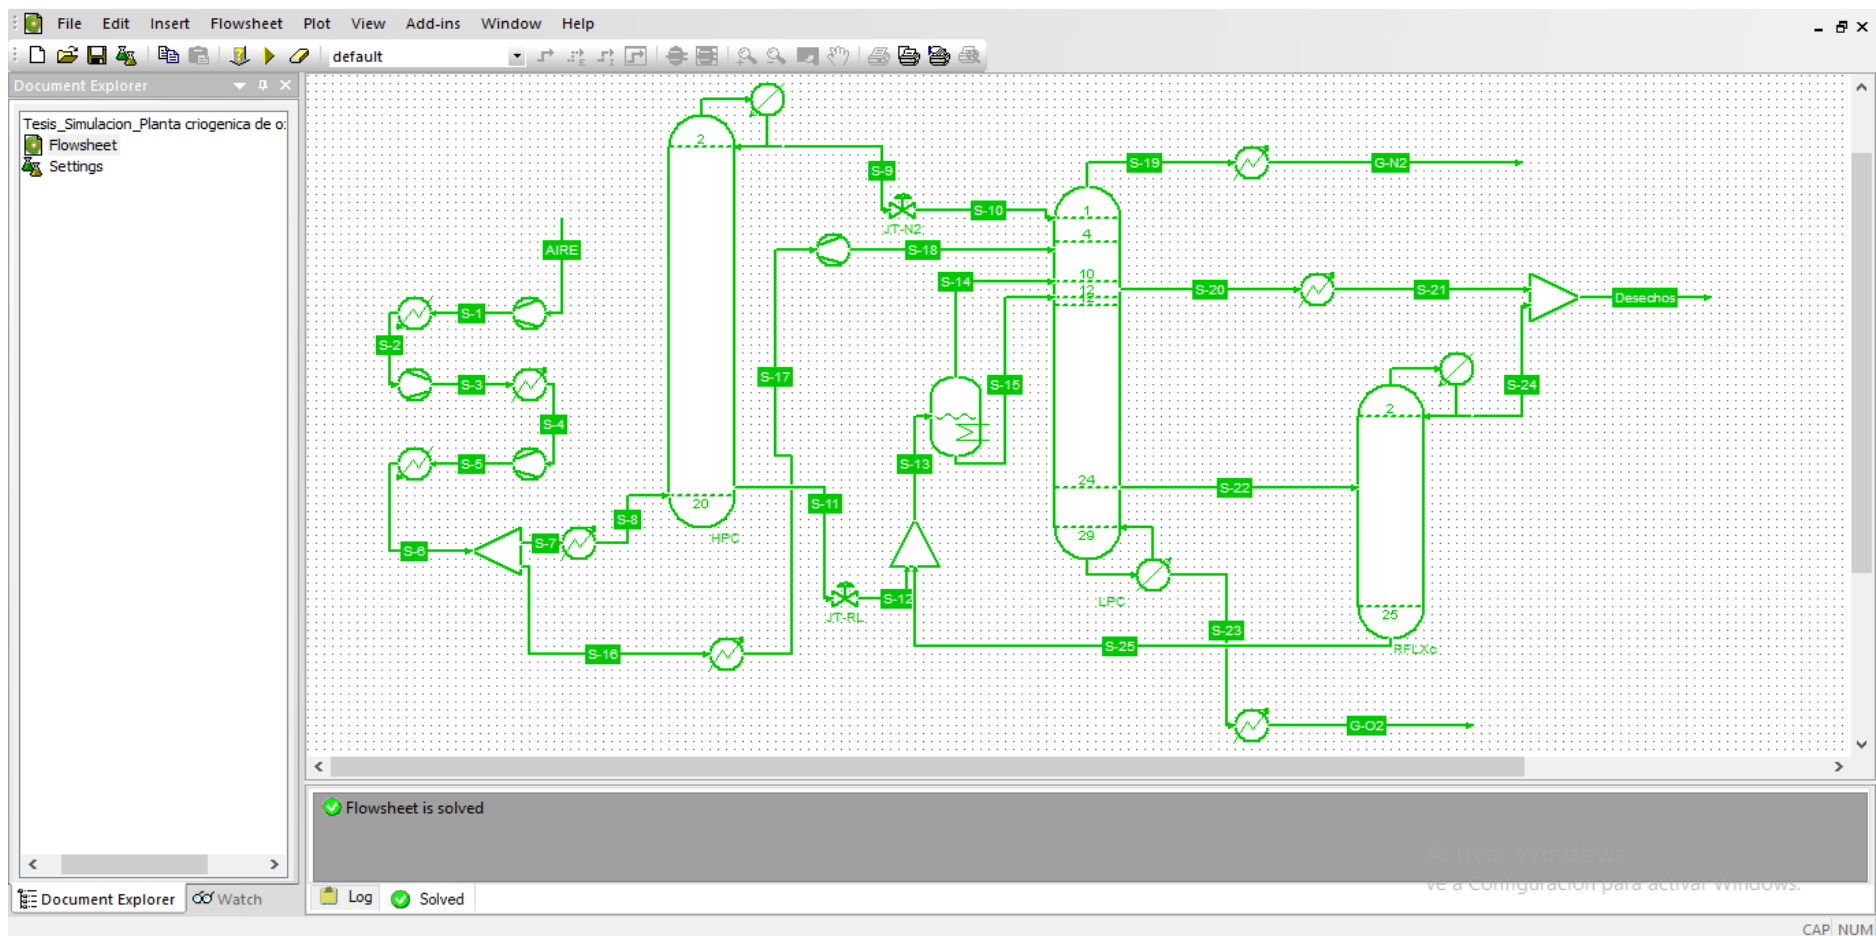 File Edit Insert Flowsheet Plot View Add-ins Window Help
default
Document Explorer
Tesis_Simulacion_Planta criogenica de o:
Flowsheet
Settings
2
S-19
G-N2
S-9
S-10
1
JT-N2
4
AIRE
S-18
S-14
10
12
12
S-20
S-21
Desechos
S-1
S-2
S-3
S-17
S-15
S-24
2
S-4
S-5
S-13
24
S-22
20
S-11
S-8
HPC
29
S-6
S-7
S-12
LPC
JT-RL
25
S-23
S-16
S-25
RFLXc
G-O2
Flowsheet is solved
Activar Windows
Ve a Configuración para activar Windows.
Document Explorer Watch
Log Solved
CAP NUM